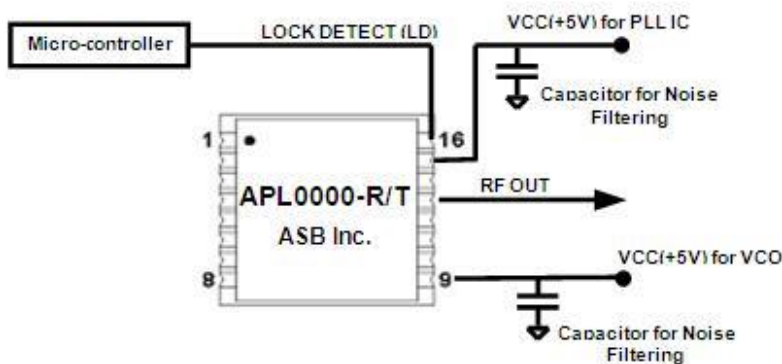 Micro-controller
LOCK DETECT (LD)
VCC(+5V) for PLL IC
Capacitor for Noise
Filtering
1
16
APL0000-R/T
ASB Inc.
RF OUT
8
9
VCC(+5V) for VCO
Capacitor for Noise
Filtering